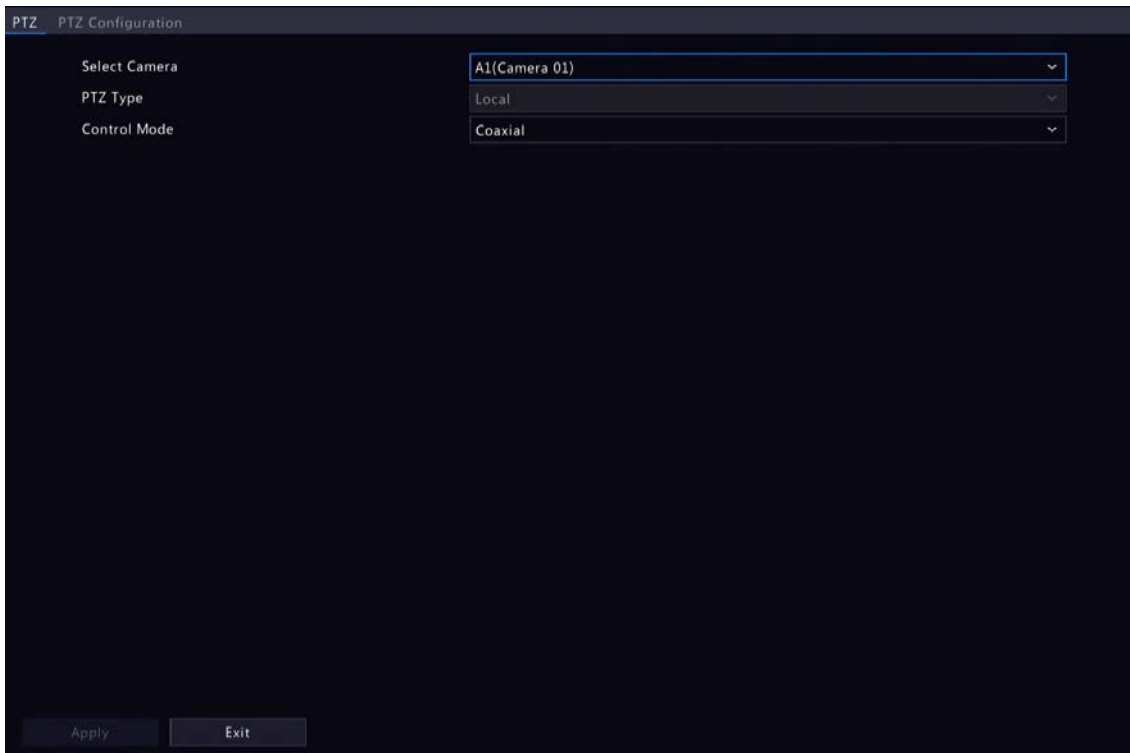 PTZ PTZ Configuration
Select Camera A1(Camera 01)
PTZ Type Local
Control Mode Coaxial
Apply Exit